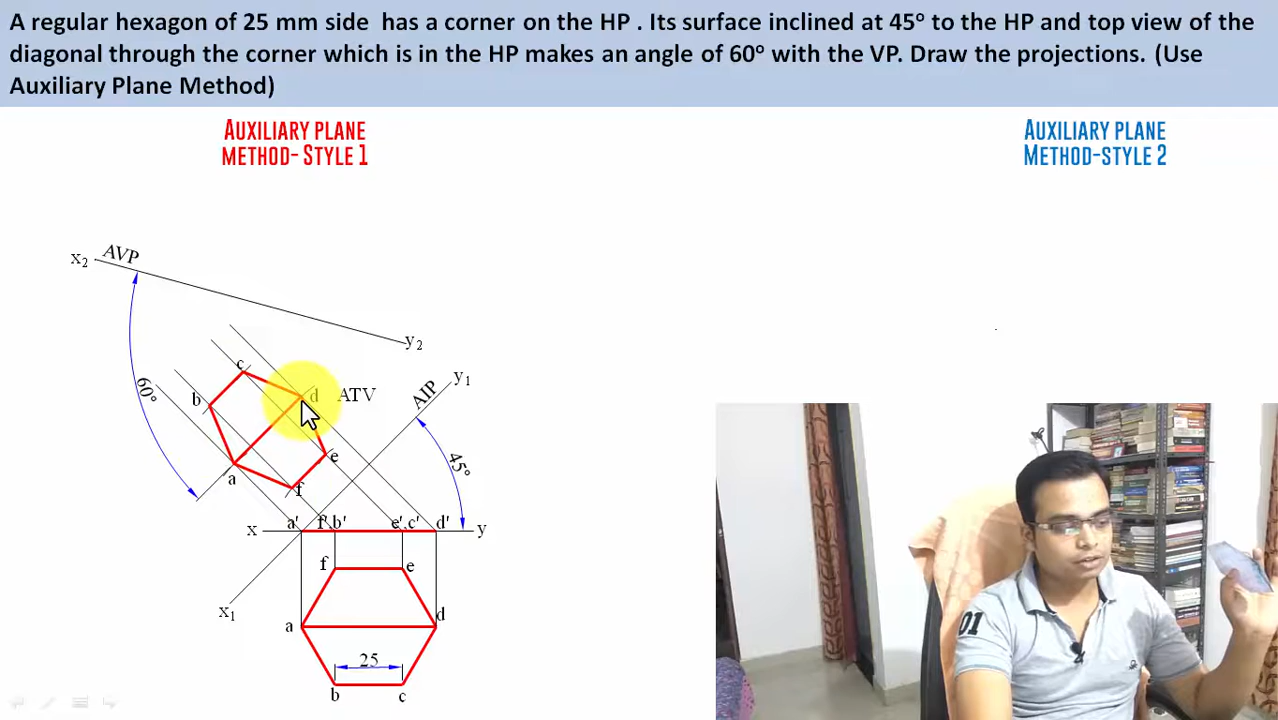 A regular hexagon of 25 mm side has a corner on the HP . Its surface inclined at 45º to the HP and top view of the
diagonal through the corner which is in the HP makes an angle of 60º with the VP. Draw the projections. (Use
Auxiliary Plane Method)
AUXILIARY PLANE
METHOD- STYLE 1
AUXILIARY PLANE
METHOD-STYLE 2
x₂ AVP
y₂
c
b
d ATV
60°
AIP y₁
a
e
f
45°
x a' f',b' e',c' d' y
f e
x₁
a d
25
b c
01